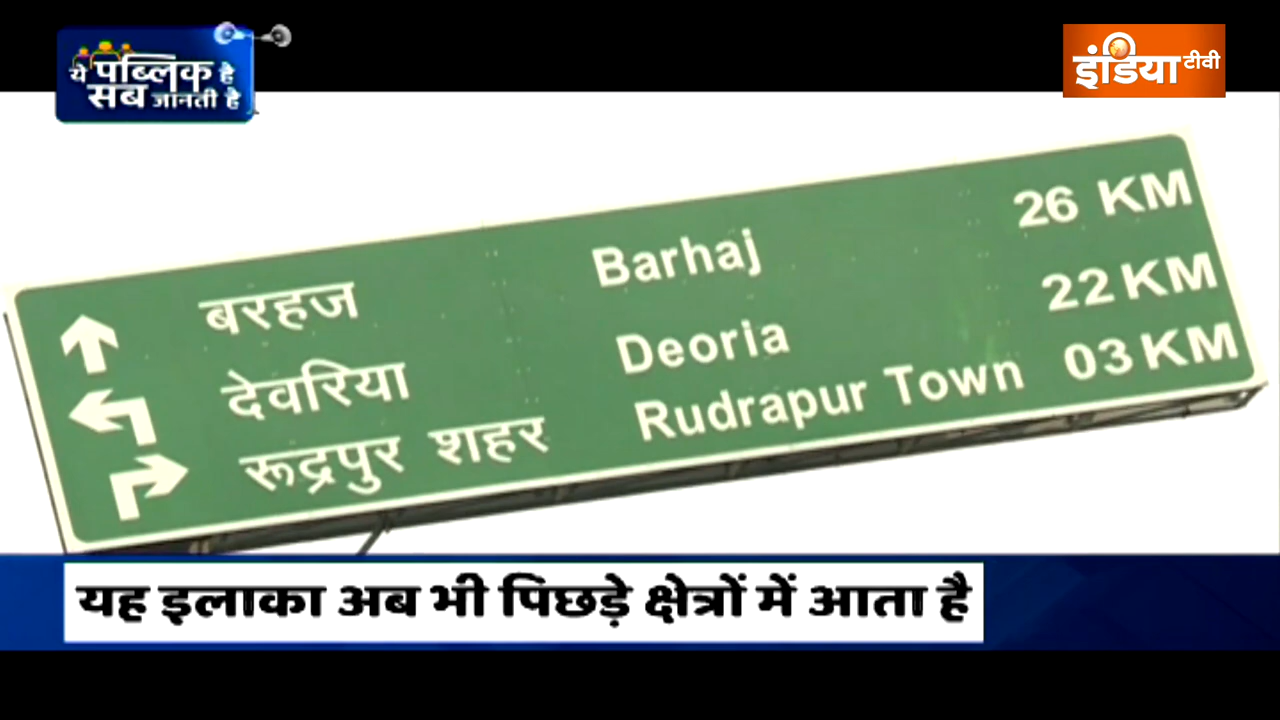 ये पब्लिक है
सब जानती है
इंडिया टीवी
बरहज Barhaj 26 KM
देवरिया Deoria 22 KM
रूद्रपुर शहर Rudrapur Town 03 KM
यह इलाका अब भी पिछड़े क्षेत्रों में आता है